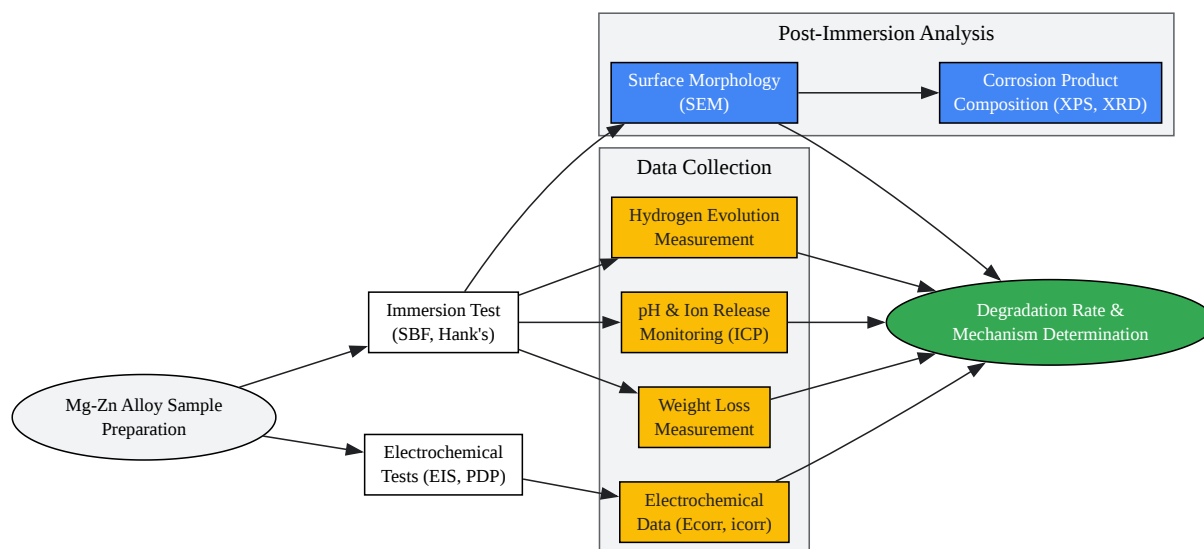 Post-Immersion Analysis
Surface Morphology
(SEM)
Corrosion Product
Composition (XPS, XRD)
Data Collection
Hydrogen Evolution
Measurement
Immersion Test
(SBF, Hank's)
pH & Ion Release
Monitoring (ICP)
Degradation Rate &
Mechanism Determination
Mg-Zn Alloy Sample
Preparation
Weight Loss
Measurement
Electrochemical
Tests (EIS, PDP)
Electrochemical
Data (Ecorr, icorr)